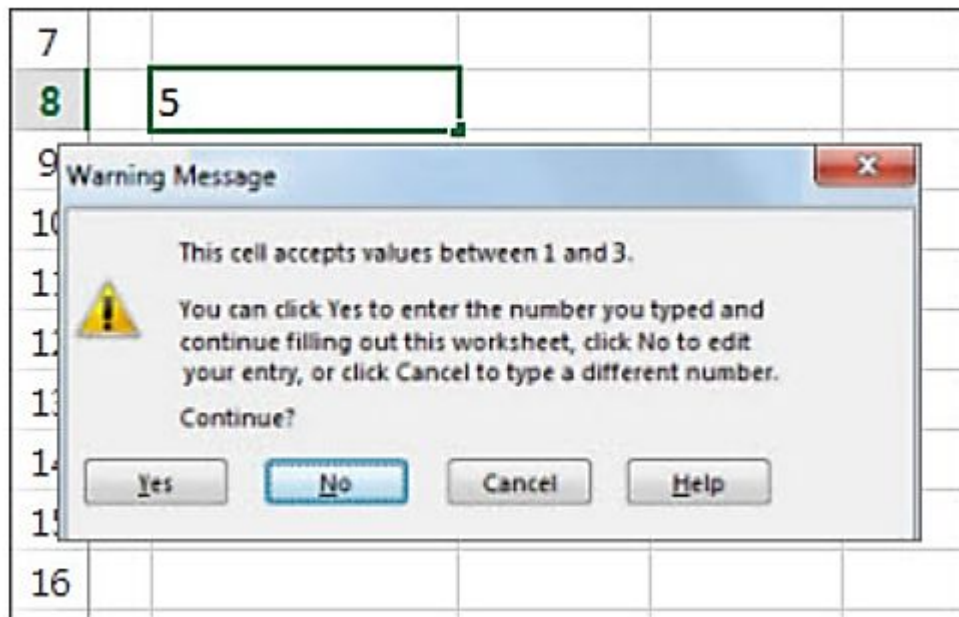 7
8
5
9
Warning Message
10
This cell accepts values between 1 and 3.
11
You can click Yes to enter the number you typed and
12
continue filling out this worksheet, click No to edit
your entry, or click Cancel to type a different number.
13
Continue?
14
Yes No Cancel Help
15
16